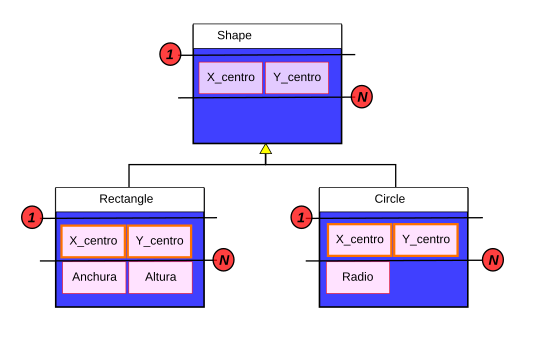 Shape
1
X_centro Y_centro
N
Rectangle
1
X_centro Y_centro
N
Anchura Altura
Circle
1
X_centro Y_centro
N
Radio